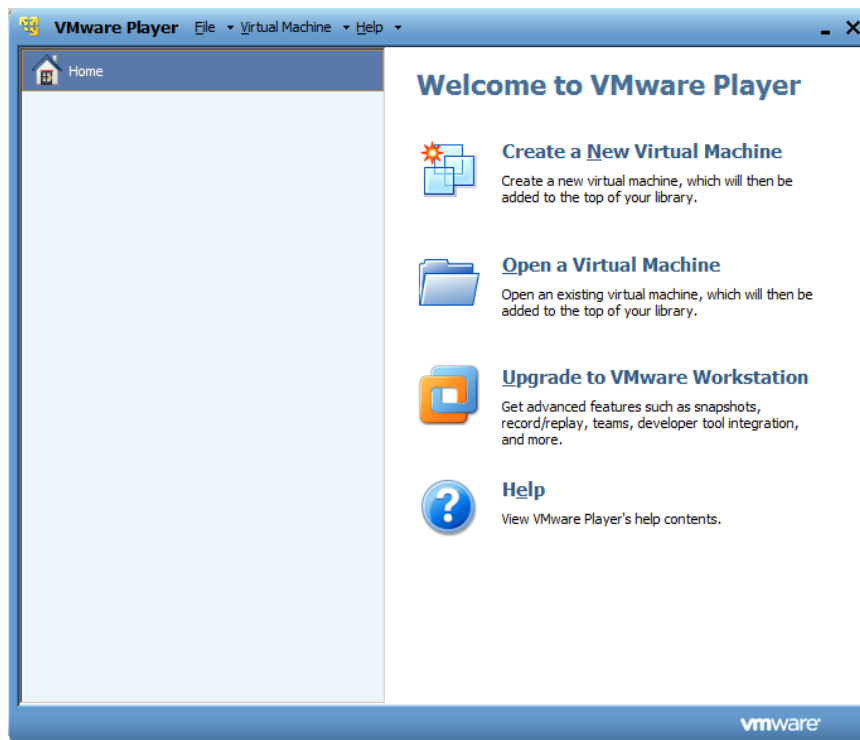 VMware Player File Virtual Machine Help
Home
Welcome to VMware Player
Create a New Virtual Machine
Create a new virtual machine, which will then be
added to the top of your library.
Open a Virtual Machine
Open an existing virtual machine, which will then be
added to the top of your library.
Upgrade to VMware Workstation
Get advanced features such as snapshots,
record/replay, teams, developer tool integration,
and more.
Help
View VMware Player's help contents.
vmware